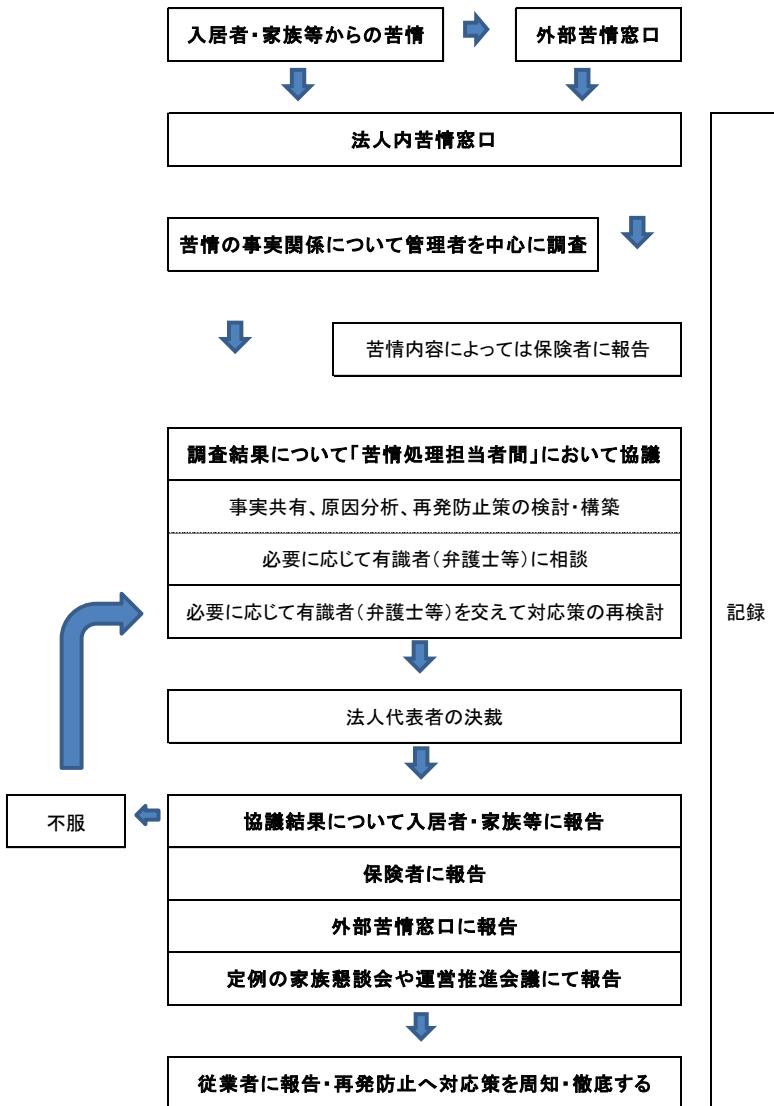 入居者・家族等からの苦情
外部苦情窓口
法人内苦情窓口
苦情の事実関係について管理者を中心に調査
苦情内容によっては保険者に報告
調査結果について「苦情処理担当者間」において協議
事実共有、原因分析、再発防止策の検討・構築
必要に応じて有識者(弁護士等)に相談
必要に応じて有識者(弁護士等)を交えて対応策の再検討
記録
法人代表者の決裁
不服
協議結果について入居者・家族等に報告
保険者に報告
外部苦情窓口に報告
定例の家族懇談会や運営推進会議にて報告
従業者に報告・再発防止へ対応策を周知・徹底する